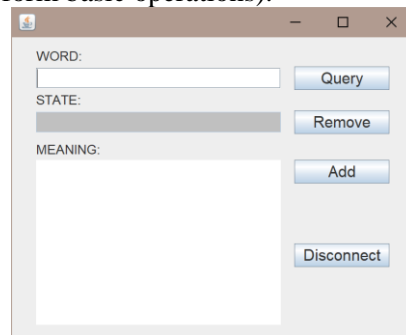 form basic operations).
WORD:
Query
STATE:
Remove
MEANING:
Add
Disconnect